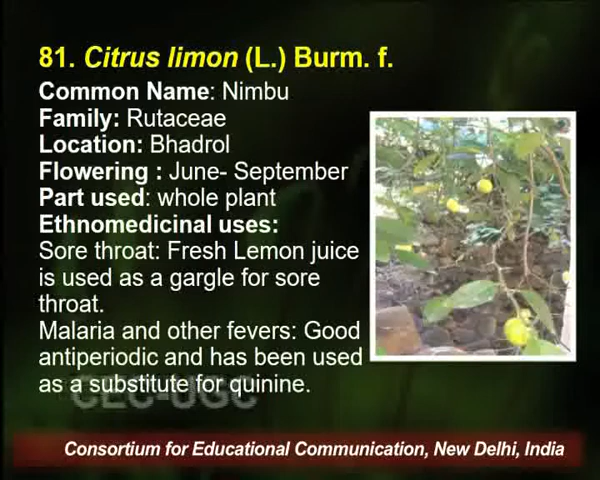 81. Citrus limon (L.) Burm. f.
Common Name: Nimbu
Family: Rutaceae
Location: Bhadrol
Flowering : June- September
Part used: whole plant
Ethnomedicinal uses:
Sore throat: Fresh Lemon juice
is used as a gargle for sore
throat.
Malaria and other fevers: Good
antiperiodic and has been used
as a substitute for quinine.
CEC-UGC
Consortium for Educational Communication, New Delhi, India